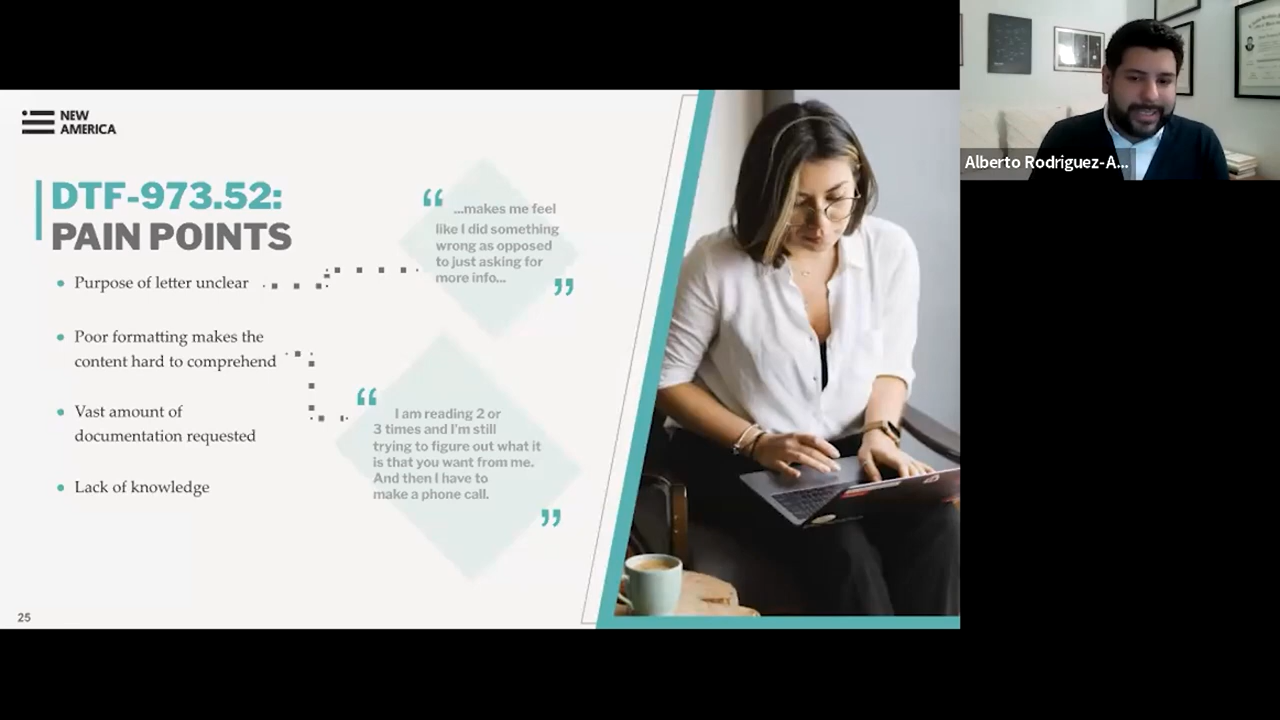 NEW
AMERICA
DTF-973.52:
PAIN POINTS
• Purpose of letter unclear
• Poor formatting makes the
content hard to comprehend
• Vast amount of
documentation requested
• Lack of knowledge
“ ...makes me feel
like I did something
wrong as opposed
to just asking for
more info... ”
“ I am reading 2 or
3 times and I'm still
trying to figure out what it
is that you want from me.
And then I have to
make a phone call. ”
25
Alberto Rodriguez-A...